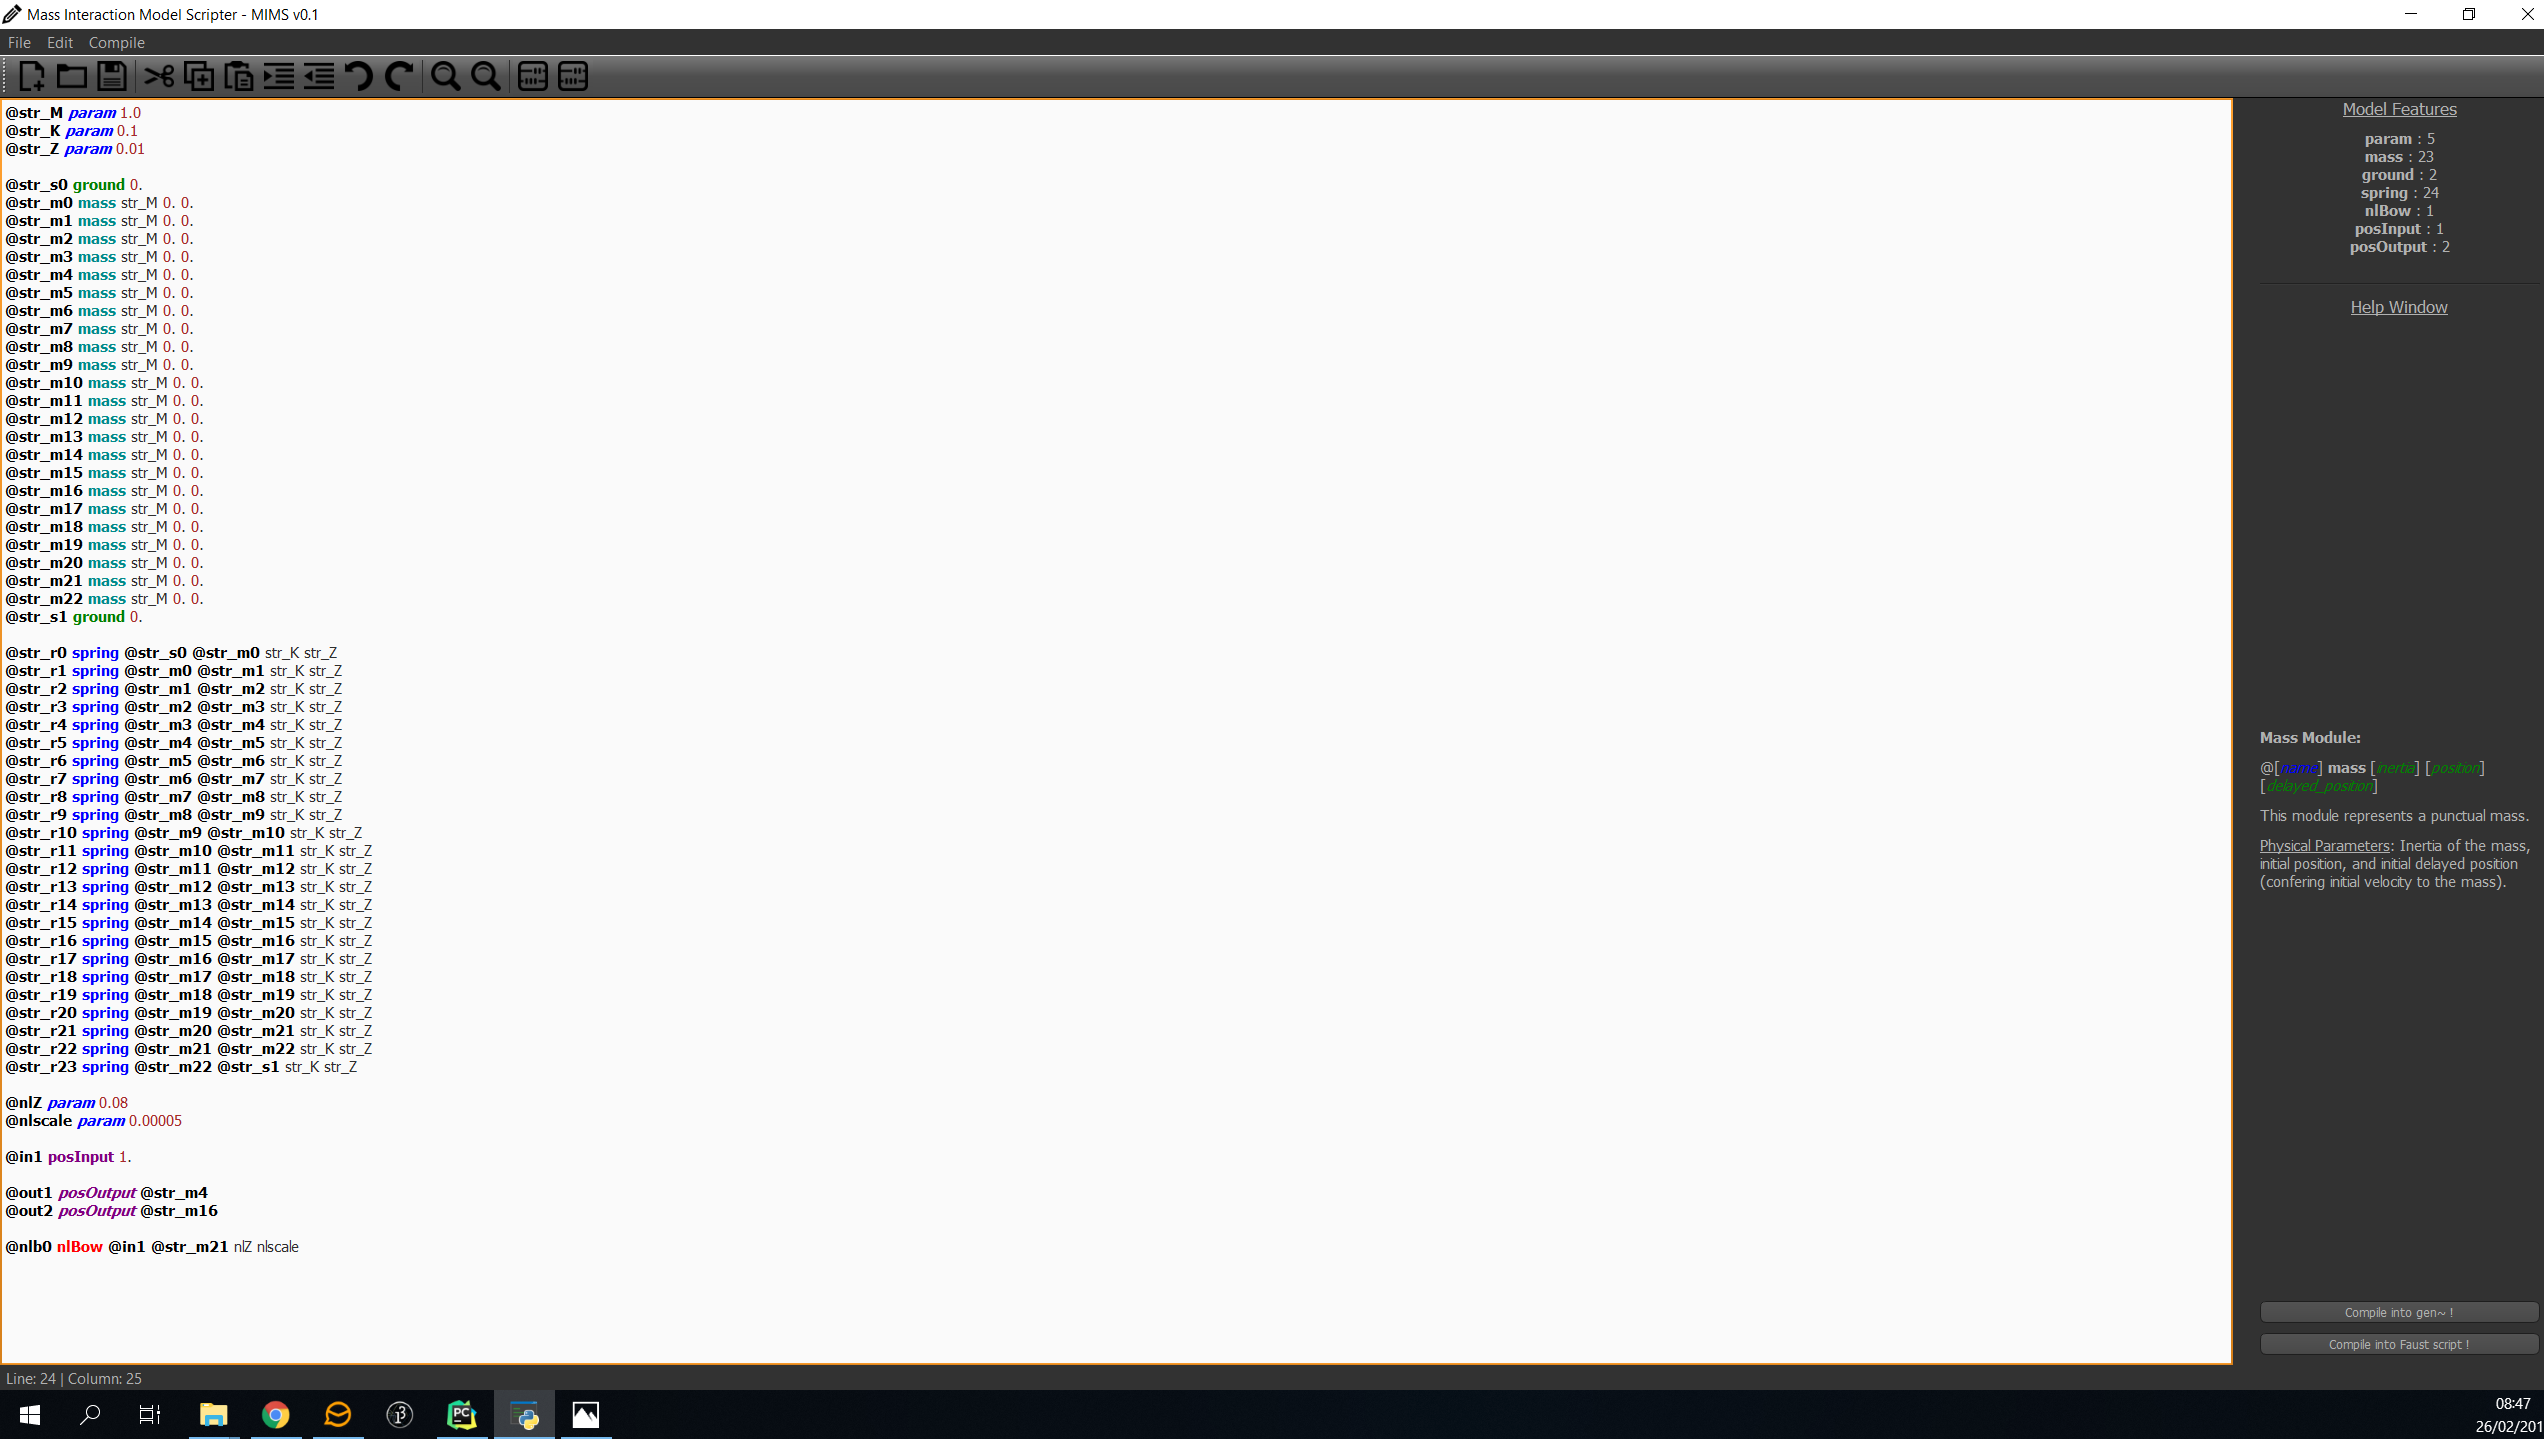 Mass Interaction Model Scripter - MIMS v0.1
File Edit Compile
@str_M param 1.0
@str_K param 0.1
@str_Z param 0.01
@str_s0 ground 0.
@str_m0 mass str_M 0. 0.
@str_m1 mass str_M 0. 0.
@str_m2 mass str_M 0. 0.
@str_m3 mass str_M 0. 0.
@str_m4 mass str_M 0. 0.
@str_m5 mass str_M 0. 0.
@str_m6 mass str_M 0. 0.
@str_m7 mass str_M 0. 0.
@str_m8 mass str_M 0. 0.
@str_m9 mass str_M 0. 0.
@str_m10 mass str_M 0. 0.
@str_m11 mass str_M 0. 0.
@str_m12 mass str_M 0. 0.
@str_m13 mass str_M 0. 0.
@str_m14 mass str_M 0. 0.
@str_m15 mass str_M 0. 0.
@str_m16 mass str_M 0. 0.
@str_m17 mass str_M 0. 0.
@str_m18 mass str_M 0. 0.
@str_m19 mass str_M 0. 0.
@str_m20 mass str_M 0. 0.
@str_m21 mass str_M 0. 0.
@str_m22 mass str_M 0. 0.
@str_s1 ground 0.
@str_r0 spring @str_s0 @str_m0 str_K str_Z
@str_r1 spring @str_m0 @str_m1 str_K str_Z
@str_r2 spring @str_m1 @str_m2 str_K str_Z
@str_r3 spring @str_m2 @str_m3 str_K str_Z
@str_r4 spring @str_m3 @str_m4 str_K str_Z
@str_r5 spring @str_m4 @str_m5 str_K str_Z
@str_r6 spring @str_m5 @str_m6 str_K str_Z
@str_r7 spring @str_m6 @str_m7 str_K str_Z
@str_r8 spring @str_m7 @str_m8 str_K str_Z
@str_r9 spring @str_m8 @str_m9 str_K str_Z
@str_r10 spring @str_m9 @str_m10 str_K str_Z
@str_r11 spring @str_m10 @str_m11 str_K str_Z
@str_r12 spring @str_m11 @str_m12 str_K str_Z
@str_r13 spring @str_m12 @str_m13 str_K str_Z
@str_r14 spring @str_m13 @str_m14 str_K str_Z
@str_r15 spring @str_m14 @str_m15 str_K str_Z
@str_r16 spring @str_m15 @str_m16 str_K str_Z
@str_r17 spring @str_m16 @str_m17 str_K str_Z
@str_r18 spring @str_m17 @str_m18 str_K str_Z
@str_r19 spring @str_m18 @str_m19 str_K str_Z
@str_r20 spring @str_m19 @str_m20 str_K str_Z
@str_r21 spring @str_m20 @str_m21 str_K str_Z
@str_r22 spring @str_m21 @str_m22 str_K str_Z
@str_r23 spring @str_m22 @str_s1 str_K str_Z
@nlZ param 0.08
@nlscale param 0.00005
@in1 posInput 1.
@out1 posOutput @str_m4
@out2 posOutput @str_m16
@nlb0 nlBow @in1 @str_m21 nlZ nlscale
Model Features
param : 5
mass : 23
ground : 2
spring : 24
nlBow : 1
posInput : 1
posOutput : 2
Help Window
Mass Module:
@[name] mass [inertia] [position]
[delayed_position]
This module represents a punctual mass.
Physical Parameters: Inertia of the mass,
initial position, and initial delayed position
(confering initial velocity to the mass).
Compile into gen~ !
Compile into Faust script !
Line: 24 | Column: 25
PC
08:47
26/02/201